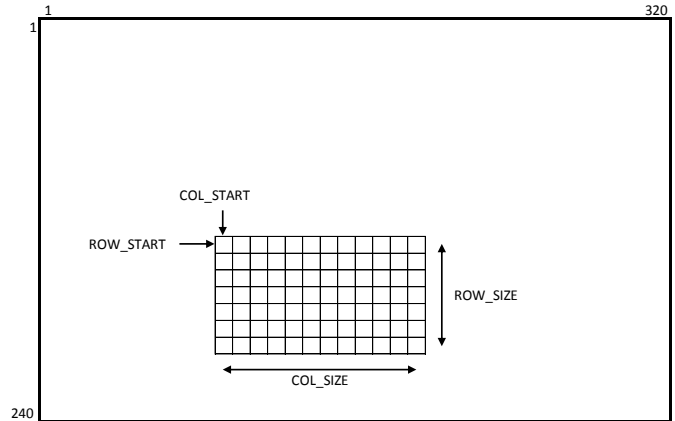 1
320
1
COL_START
ROW_START
ROW_SIZE
COL_SIZE
240